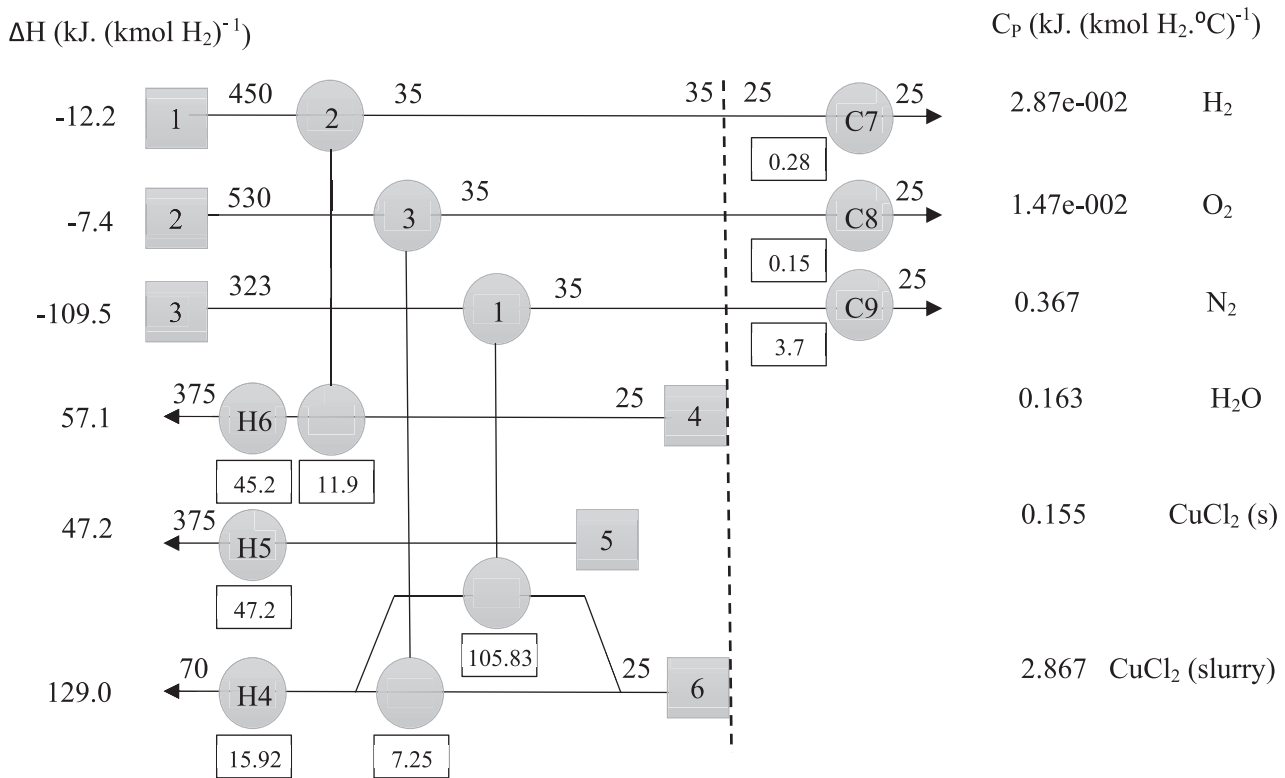 ΔH (kJ. (kmol H₂)⁻¹ C_P (kJ. (kmol H₂.⁰C)⁻¹
-12.2 1 450 2 35 35 25 C7 25 2.87e-002 H₂
0.28
-7.4 2 530 3 35 C8 25 1.47e-002 O₂
0.15
-109.5 3 323 1 35 C9 25 0.367 N₂
3.7
57.1 375 H6 25 4 0.163 H₂O
45.2 11.9
47.2 375 H5 5 0.155 CuCl₂ (s)
47.2
105.83
129.0 70 H4 25 6 2.867 CuCl₂ (slurry)
15.92 7.25